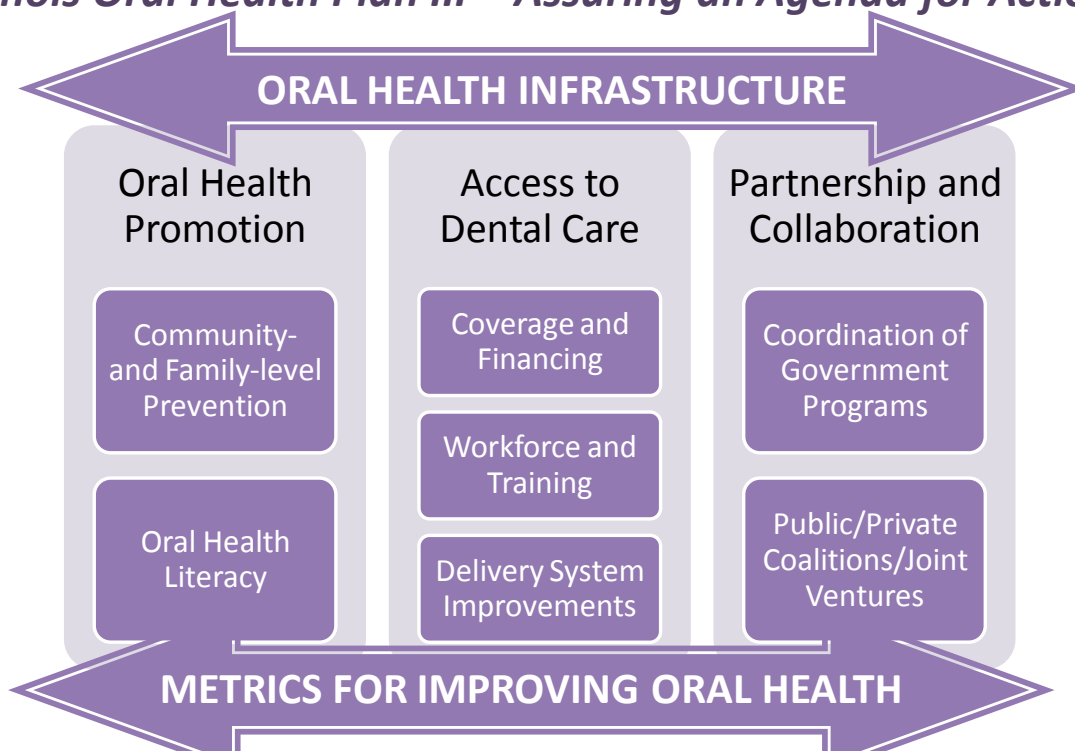 Oral Health Plan III – Assuring an Agenda for
ORAL HEALTH INFRASTRUCTURE
Oral Health
Promotion
Community-
and Family-level
Prevention
Oral Health
Literacy
Access to
Dental Care
Coverage and
Financing
Workforce and
Training
Delivery System
Improvements
Partnership and
Collaboration
Coordination of
Government
Programs
Public/Private
Coalitions/Joint
Ventures
METRICS FOR IMPROVING ORAL HEALTH